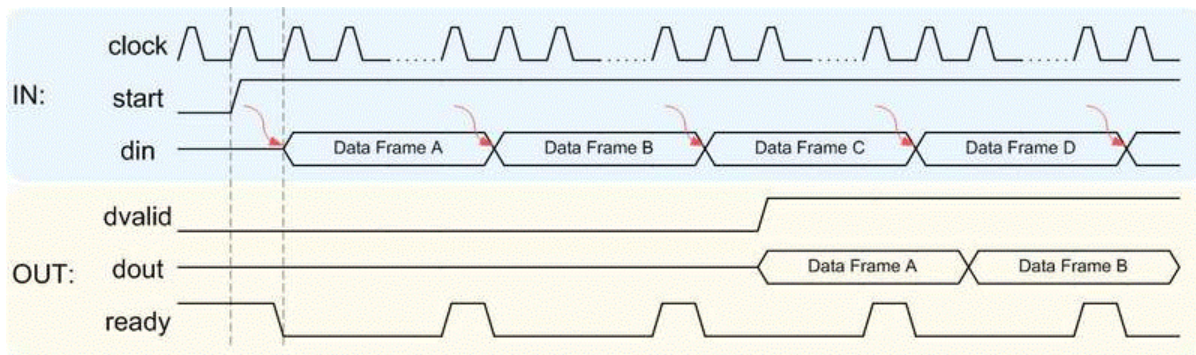 clock
IN:
start
din
Data Frame A
Data Frame B
Data Frame C
Data Frame D
dvalid
OUT:
dout
Data Frame A
Data Frame B
ready